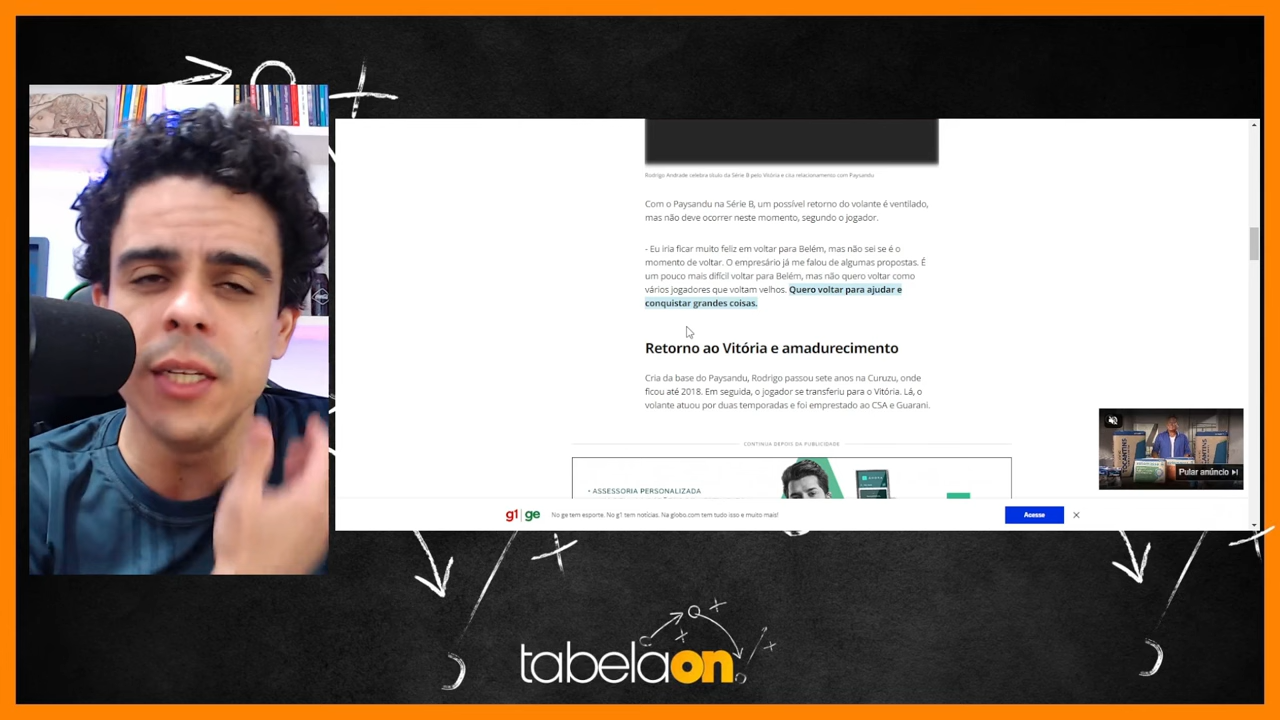 Rodrigo Andrade celebra título da Série B pelo Vitória e cita relacionamento com Paysandu
Com o Paysandu na Série B, um possível retorno do volante é ventilado,
mas não deve ocorrer neste momento, segundo o jogador.
- Eu iria ficar muito feliz em voltar para Belém, mas não sei se é o
momento de voltar. O empresário já me falou de algumas propostas. É
um pouco mais difícil voltar para Belém, mas não quero voltar como
vários jogadores que voltam velhos. Quero voltar para ajudar e
conquistar grandes coisas.
Retorno ao Vitória e amadurecimento
Cria da base do Paysandu, Rodrigo passou sete anos na Curuzu, onde
ficou até 2018. Em seguida, o jogador se transferiu para o Vitória. Lá, o
volante atuou por duas temporadas e foi emprestado ao CSA e Guarani.
CONTINUA DEPOIS DA PUBLICIDADE
• ASSESSORIA PERSONALIZADA
Pular anúncio
g1 | ge No ge tem esporte. No g1 tem notícias. Na globo.com tem tudo isso e muito mais! Acesse
tabelaon